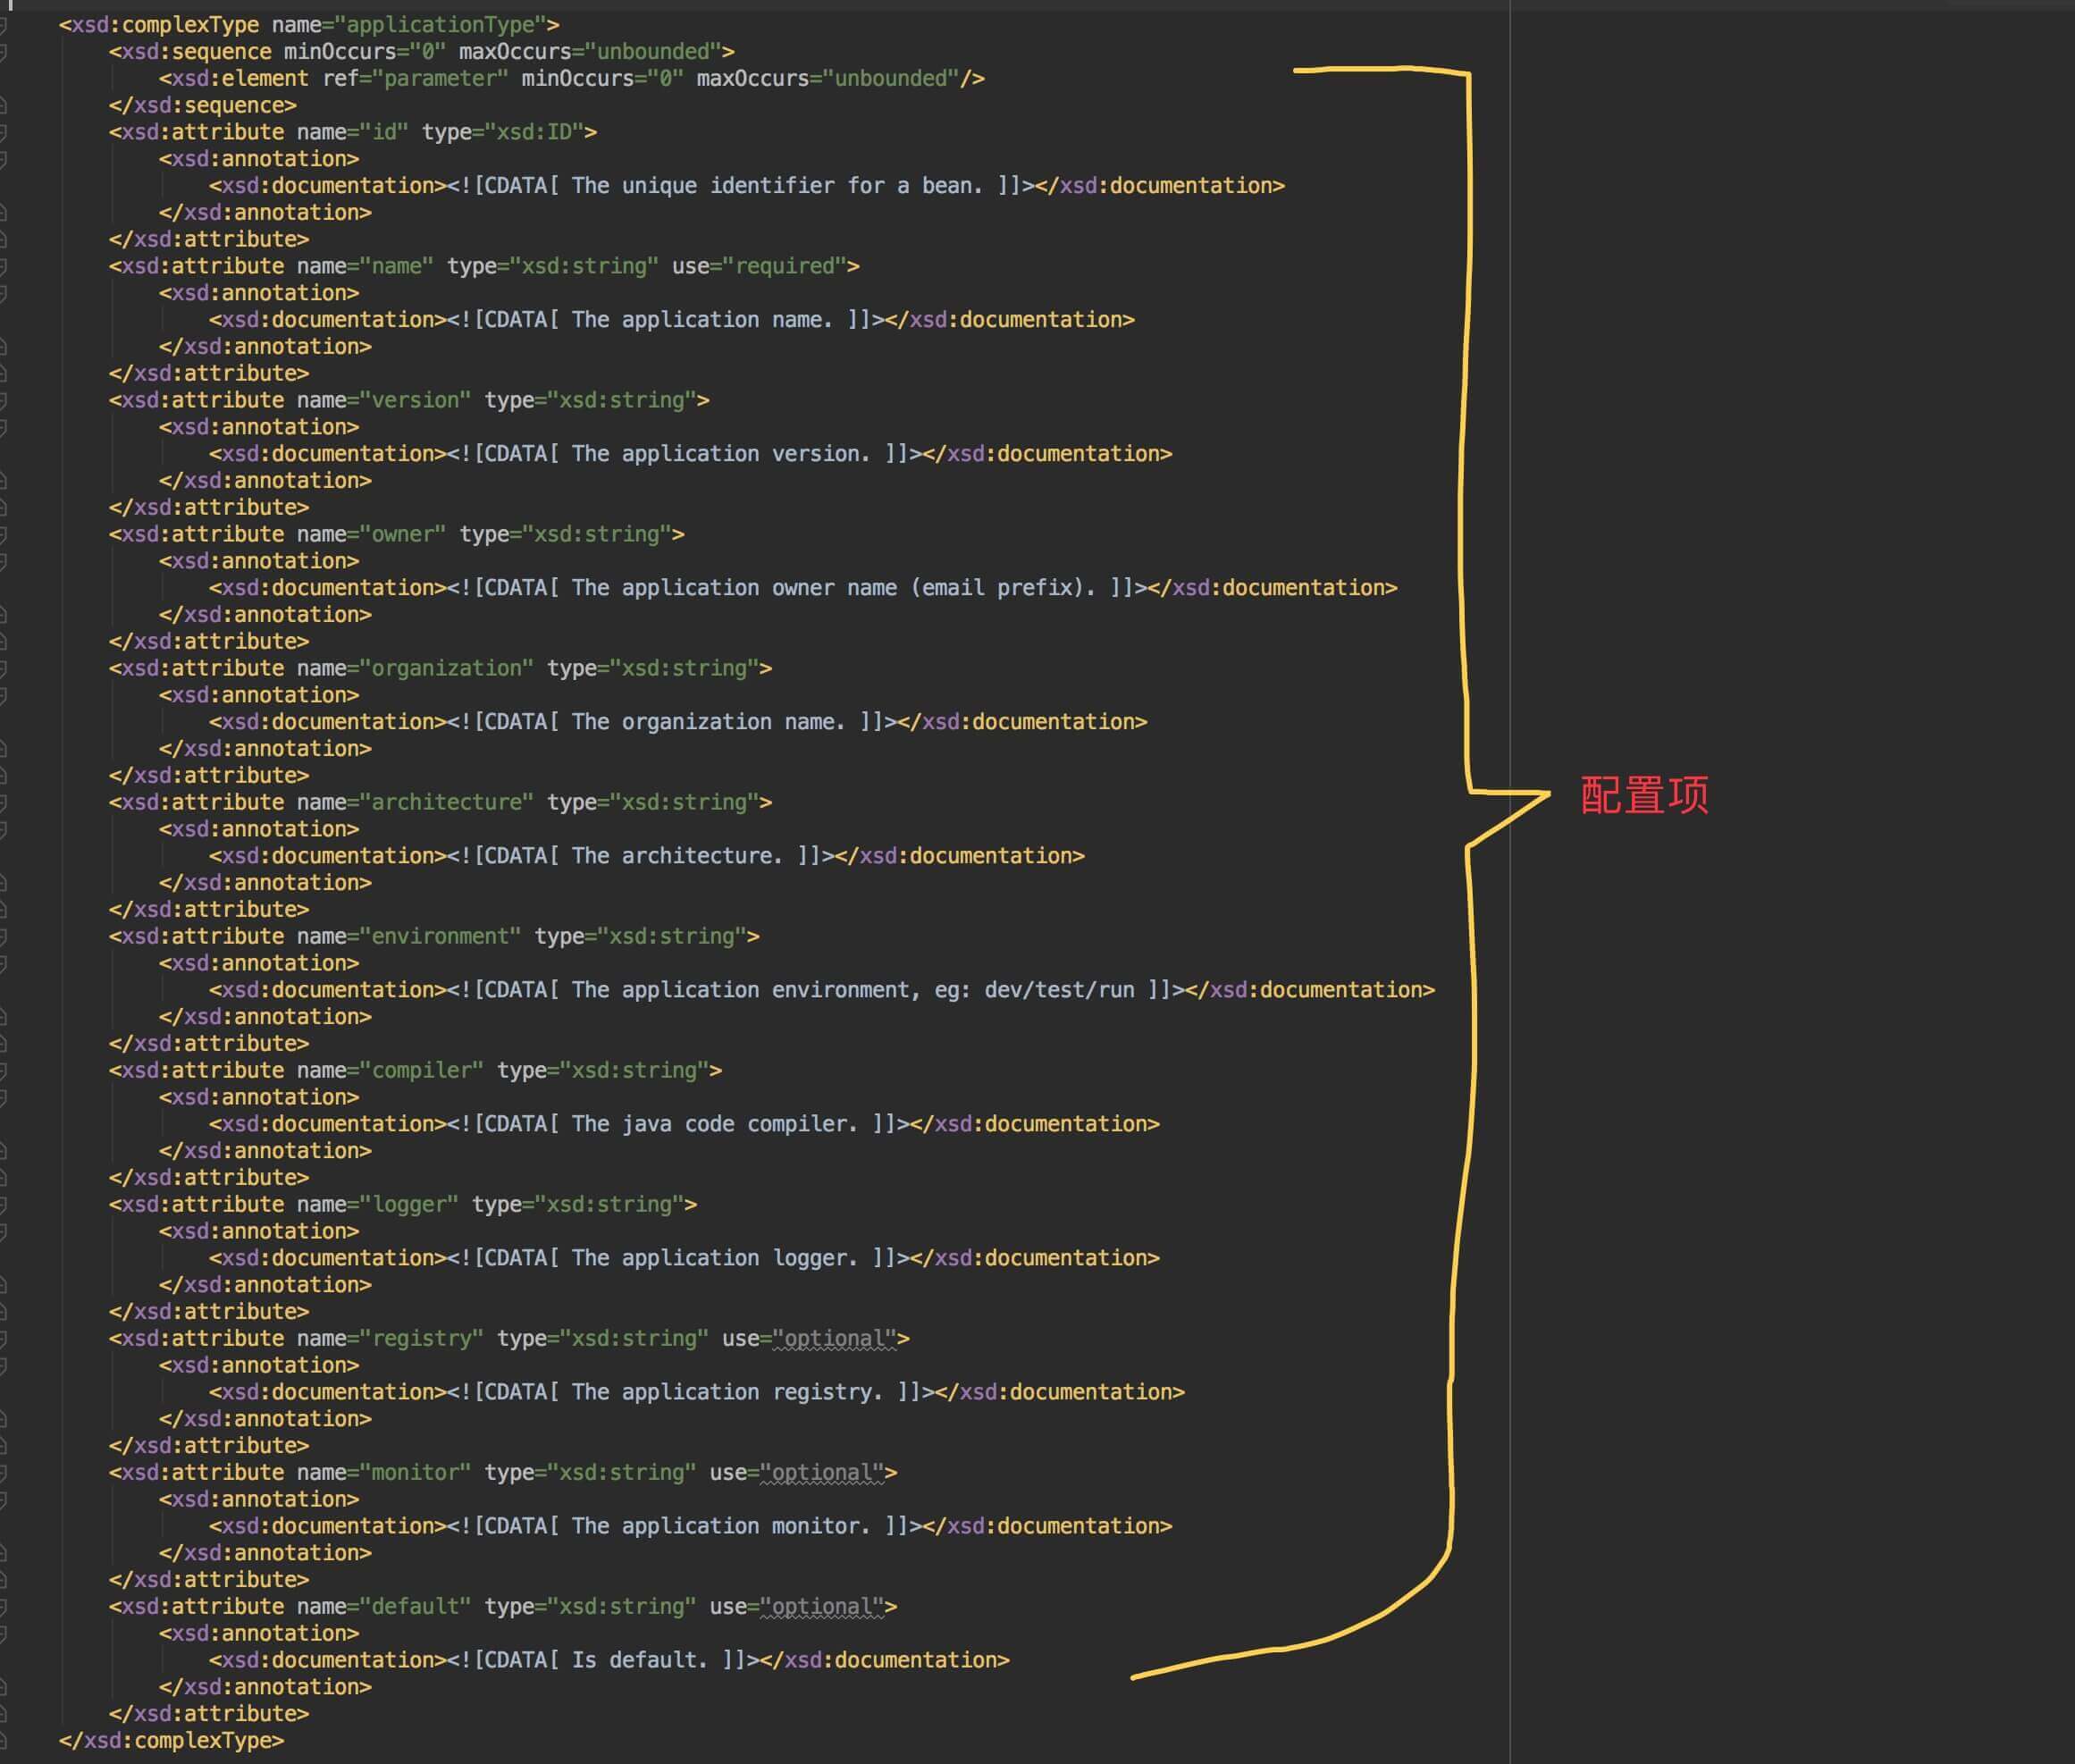 <xsd:complexType name="applicationType">
<xsd:sequence minOccurs="0" maxOccurs="unbounded">
<xsd:element ref="parameter" minOccurs="0" maxOccurs="unbounded"/>
</xsd:sequence>
<xsd:attribute name="id" type="xsd:ID">
<xsd:annotation>
<xsd:documentation><![CDATA[ The unique identifier for a bean. ]]></xsd:documentation>
</xsd:annotation>
</xsd:attribute>
<xsd:attribute name="name" type="xsd:string" use="required">
<xsd:annotation>
<xsd:documentation><![CDATA[ The application name. ]]></xsd:documentation>
</xsd:annotation>
</xsd:attribute>
<xsd:attribute name="version" type="xsd:string">
<xsd:annotation>
<xsd:documentation><![CDATA[ The application version. ]]></xsd:documentation>
</xsd:annotation>
</xsd:attribute>
<xsd:attribute name="owner" type="xsd:string">
<xsd:annotation>
<xsd:documentation><![CDATA[ The application owner name (email prefix). ]]></xsd:documentation>
</xsd:annotation>
</xsd:attribute>
<xsd:attribute name="organization" type="xsd:string">
<xsd:annotation>
<xsd:documentation><![CDATA[ The organization name. ]]></xsd:documentation>
</xsd:annotation>
</xsd:attribute>
<xsd:attribute name="architecture" type="xsd:string">
配置项
<xsd:annotation>
<xsd:documentation><![CDATA[ The architecture. ]]></xsd:documentation>
</xsd:annotation>
</xsd:attribute>
<xsd:attribute name="environment" type="xsd:string">
<xsd:annotation>
<xsd:documentation><![CDATA[ The application environment, eg: dev/test/run ]]></xsd:documentation>
</xsd:annotation>
</xsd:attribute>
<xsd:attribute name="compiler" type="xsd:string">
<xsd:annotation>
<xsd:documentation><![CDATA[ The java code compiler. ]]></xsd:documentation>
</xsd:annotation>
</xsd:attribute>
<xsd:attribute name="logger" type="xsd:string">
<xsd:annotation>
<xsd:documentation><![CDATA[ The application logger. ]]></xsd:documentation>
</xsd:annotation>
</xsd:attribute>
<xsd:attribute name="registry" type="xsd:string" use="optional">
<xsd:annotation>
<xsd:documentation><![CDATA[ The application registry. ]]></xsd:documentation>
</xsd:annotation>
</xsd:attribute>
<xsd:attribute name="monitor" type="xsd:string" use="optional">
<xsd:annotation>
<xsd:documentation><![CDATA[ The application monitor. ]]></xsd:documentation>
</xsd:annotation>
</xsd:attribute>
<xsd:attribute name="default" type="xsd:string" use="optional">
<xsd:annotation>
<xsd:documentation><![CDATA[ Is default. ]]></xsd:documentation>
</xsd:annotation>
</xsd:attribute>
</xsd:complexType>